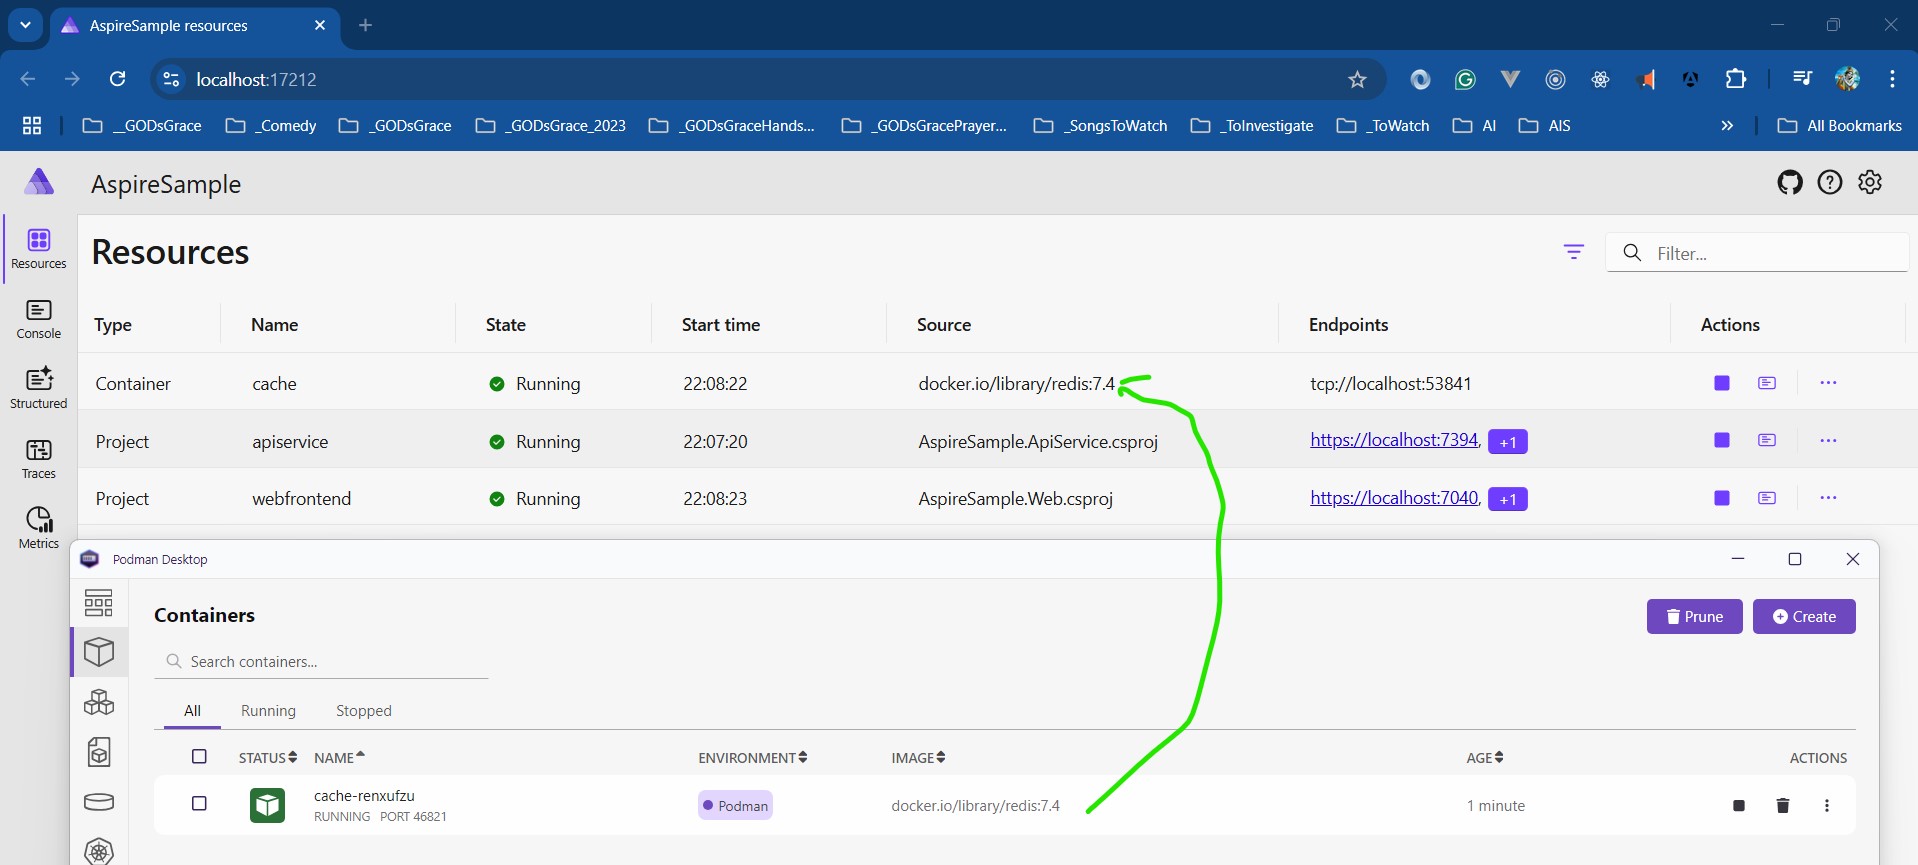 AspireSample resources
localhost:17212
__GODsGrace _Comedy _GODsGrace _GODsGrace_2023 _GODsGraceHands... _GODsGracePrayer... _SongsToWatch _ToInvestigate _ToWatch AI AIS » All Bookmarks
AspireSample
Resources
Console
Structured
Traces
Metrics
Resources
Filter...
Type Name State Start time Source Endpoints Actions
Container cache Running 22:08:22 docker.io/library/redis:7.4 tcp://localhost:53841
Project apiservice Running 22:07:20 AspireSample.ApiService.csproj https://localhost:7394, +1
Project webfrontend Running 22:08:23 AspireSample.Web.csproj https://localhost:7040, +1
Podman Desktop
Containers
Prune Create
Search containers...
All Running Stopped
STATUS NAME ENVIRONMENT IMAGE AGE ACTIONS
cache-renxufzu Podman docker.io/library/redis:7.4 1 minute
RUNNING PORT 46821